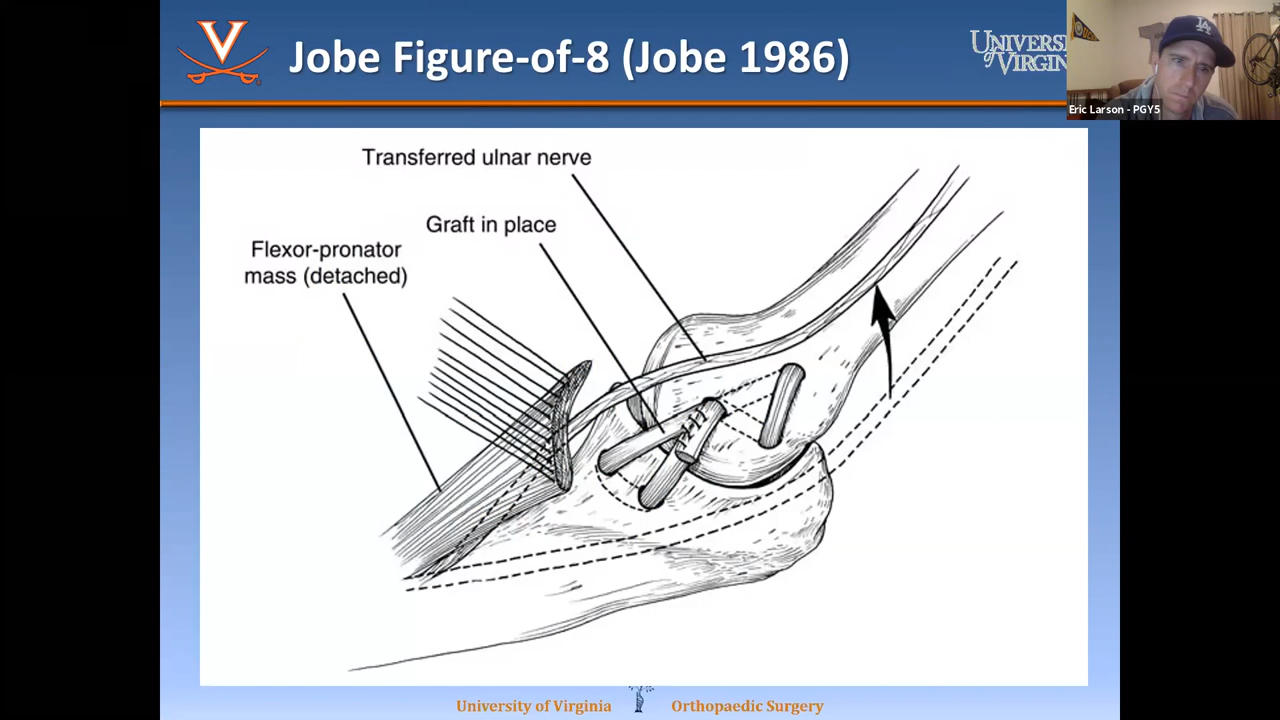 Jobe Figure-of-8 (Jobe 1986)
Eric Larson - PGY5
Transferred ulnar nerve
Graft in place
Flexor-pronator
mass (detached)
University of Virginia Orthopaedic Surgery